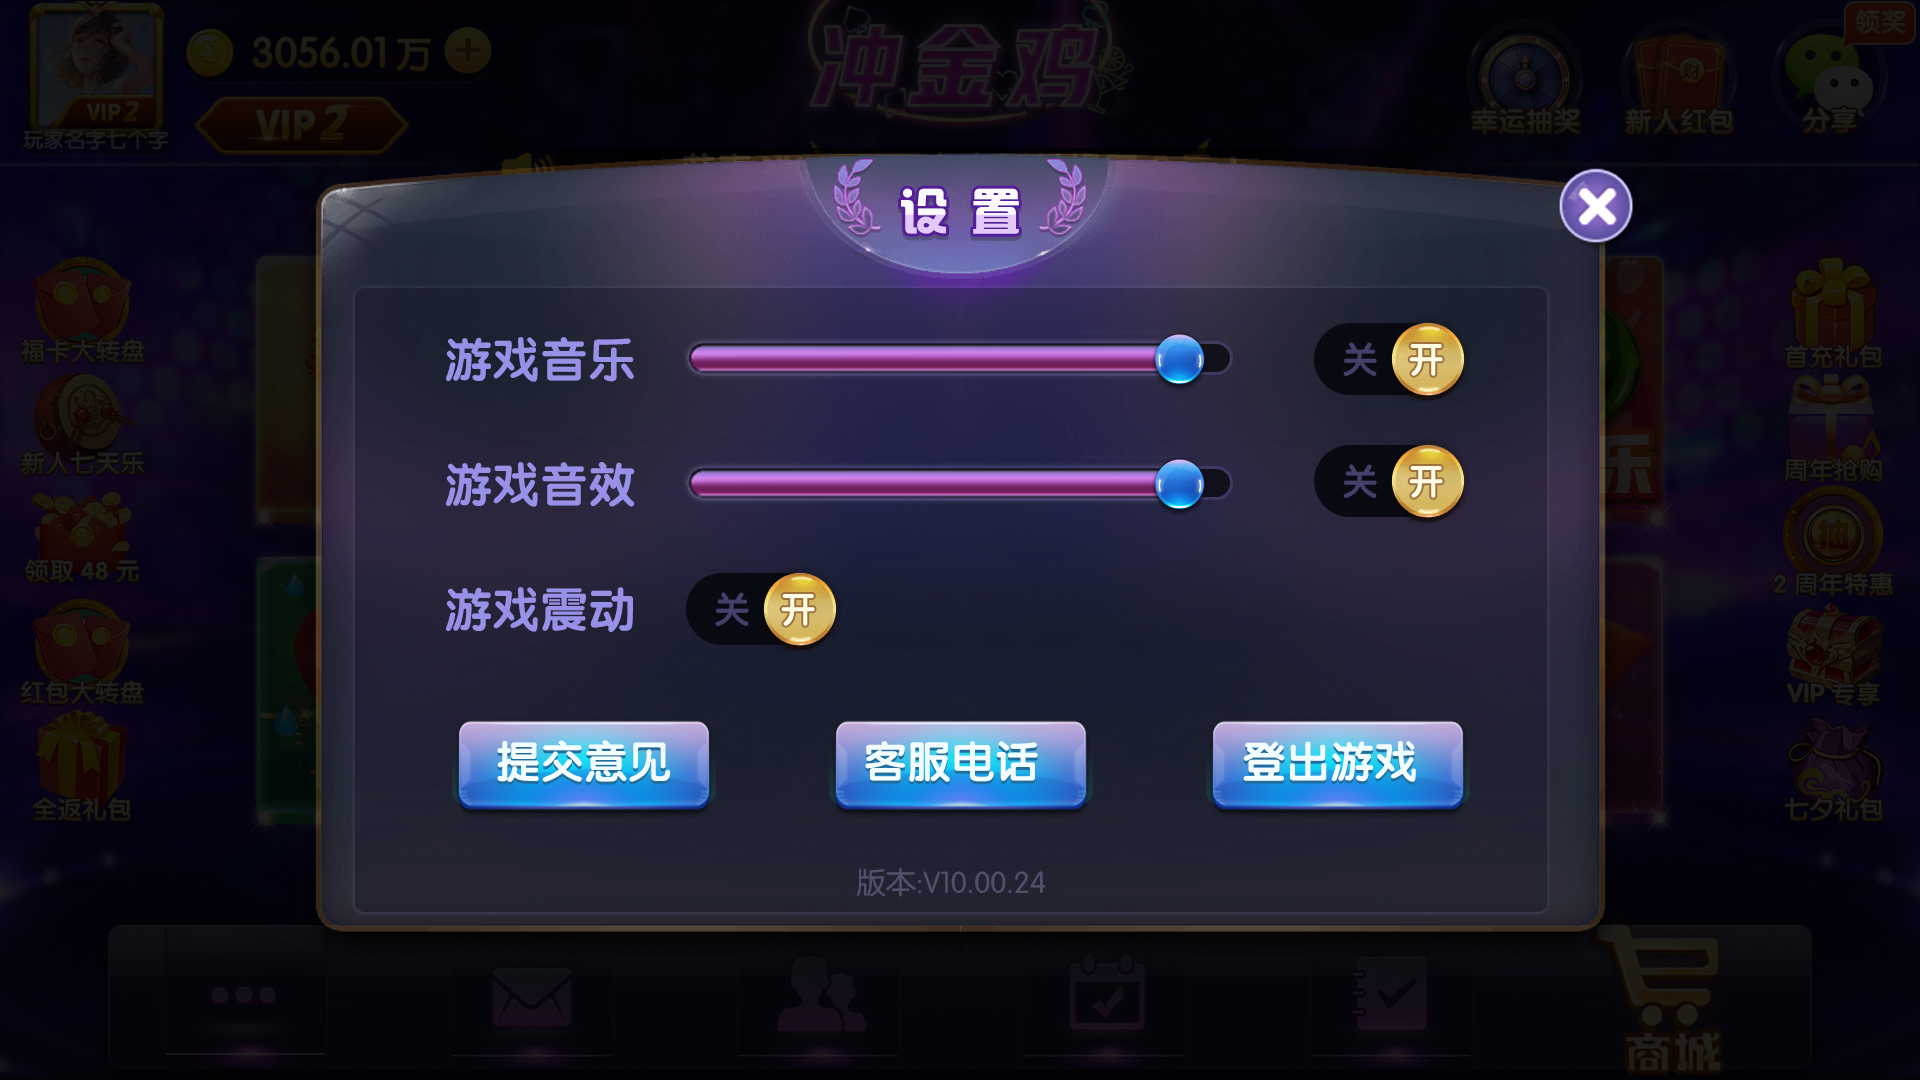 领奖
3056.01万
冲金鸡
VIP 2
VIP 2
玩家名字七个字
幸运抽奖
新人红包
分享
设置
游戏音乐
关 开
游戏音效
关 开
游戏震动
关 开
提交意见
客服电话
登出游戏
版本:V10.00.24
福卡大转盘
新人七天乐
领取 48 元
红包大转盘
全返礼包
首充礼包
周年抢购
抽
2 周年特惠
VIP 专享
七夕礼包
乐
商城